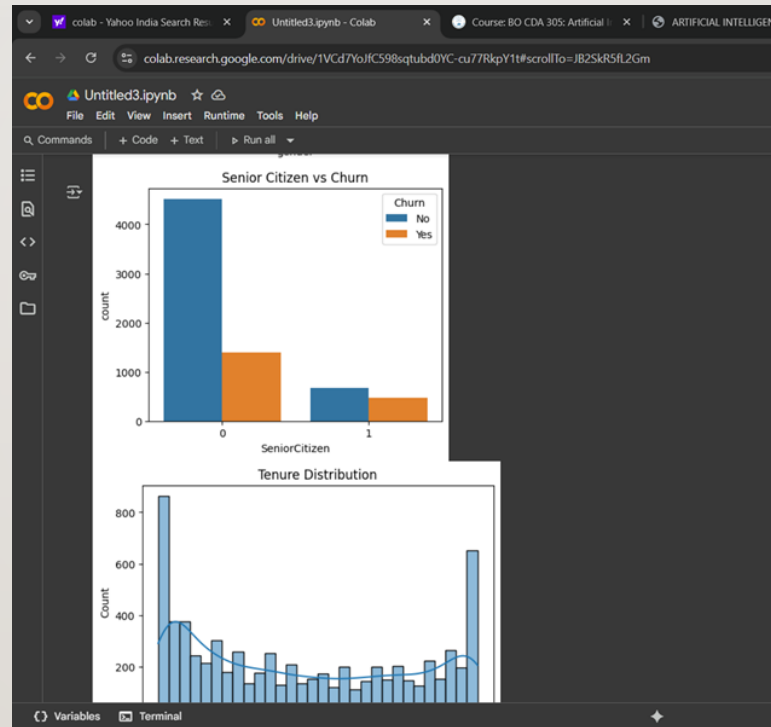 colab - Yahoo India Search Res
Untitled3.ipynb - Colab
Course: BO CDA 305: Artificial I
ARTIFICIAL INTELLIGEN
colab.research.google.com/drive/1VCd7YoJfC598sqtubd0YC-cu77RkpY1t#scrollTo=JB2SkR5fL2Gm
CO
Untitled3.ipynb
File Edit View Insert Runtime Tools Help
Commands + Code + Text Run all
gender
Senior Citizen vs Churn
Churn
No
Yes
4000
3000
2000
1000
0
count
0 1
SeniorCitizen
Tenure Distribution
800
600
400
200
Count
Variables Terminal